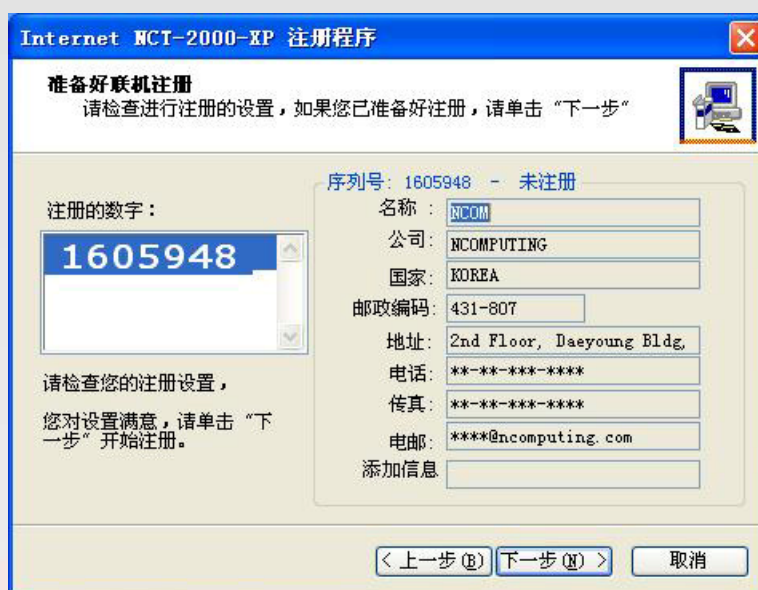 Internet NCT-2000-XP 注册程序
准备好联机注册
请检查进行注册的设置，如果您已准备好注册，请单击“下一步”
注册的数字：
1605948
请检查您的注册设置，
您对设置满意，请单击“下
一步”开始注册。
序列号: 1605948 - 未注册
名称 : NCOM
公司: NCOMPUTING
国家: KOREA
邮政编码: 431-807
地址: 2nd Floor, Daeyoung Bldg,
电话: **-**-***-****
传真: **-**-***-****
电邮: ****@ncomputing.com
添加信息
< 上一步(B) 下一步(N) > 取消